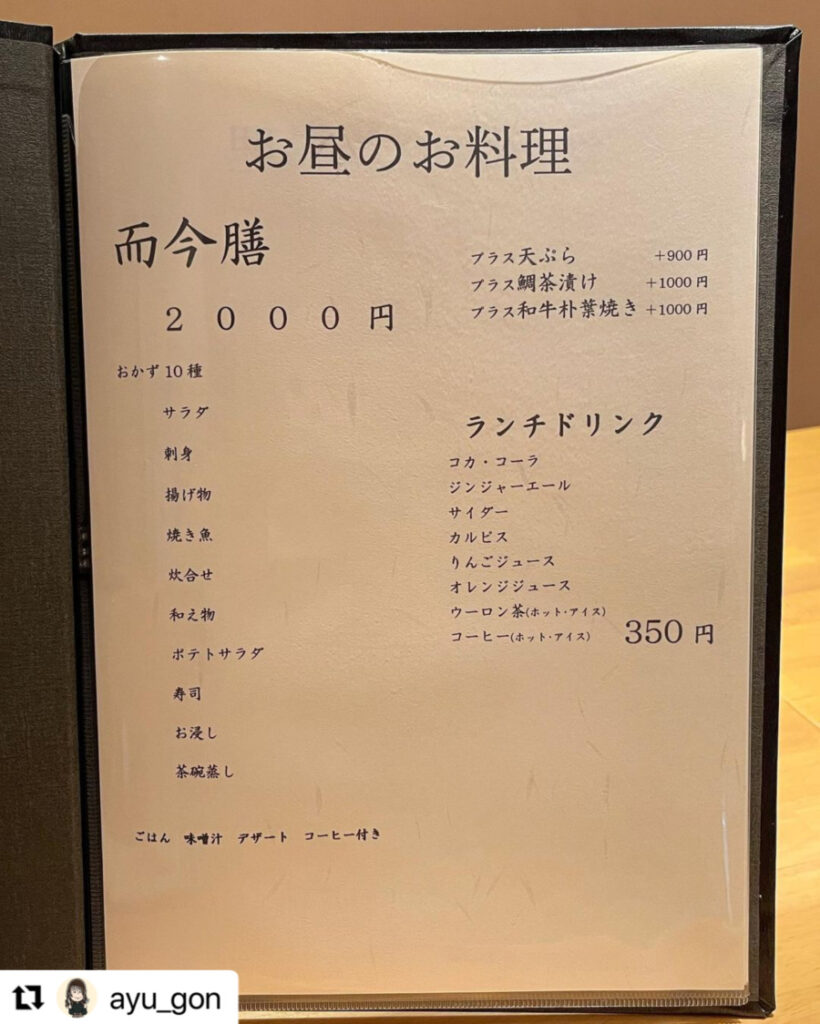 お昼のお料理
而今膳
２０００円
おかず10種
サラダ
刺身
揚げ物
焼き魚
炊合せ
和え物
ポテトサラダ
寿司
お浸し
茶碗蒸し
ごはん 味噌汁 デザート コーヒー付き
プラス天ぷら +900円
プラス鯛茶漬け +1000円
プラス和牛朴葉焼き +1000円
ランチドリンク
コカ・コーラ
ジンジャーエール
サイダー
カルピス
りんごジュース
オレンジジュース
ウーロン茶(ホット・アイス)
コーヒー(ホット・アイス) 350円
ayu_gon